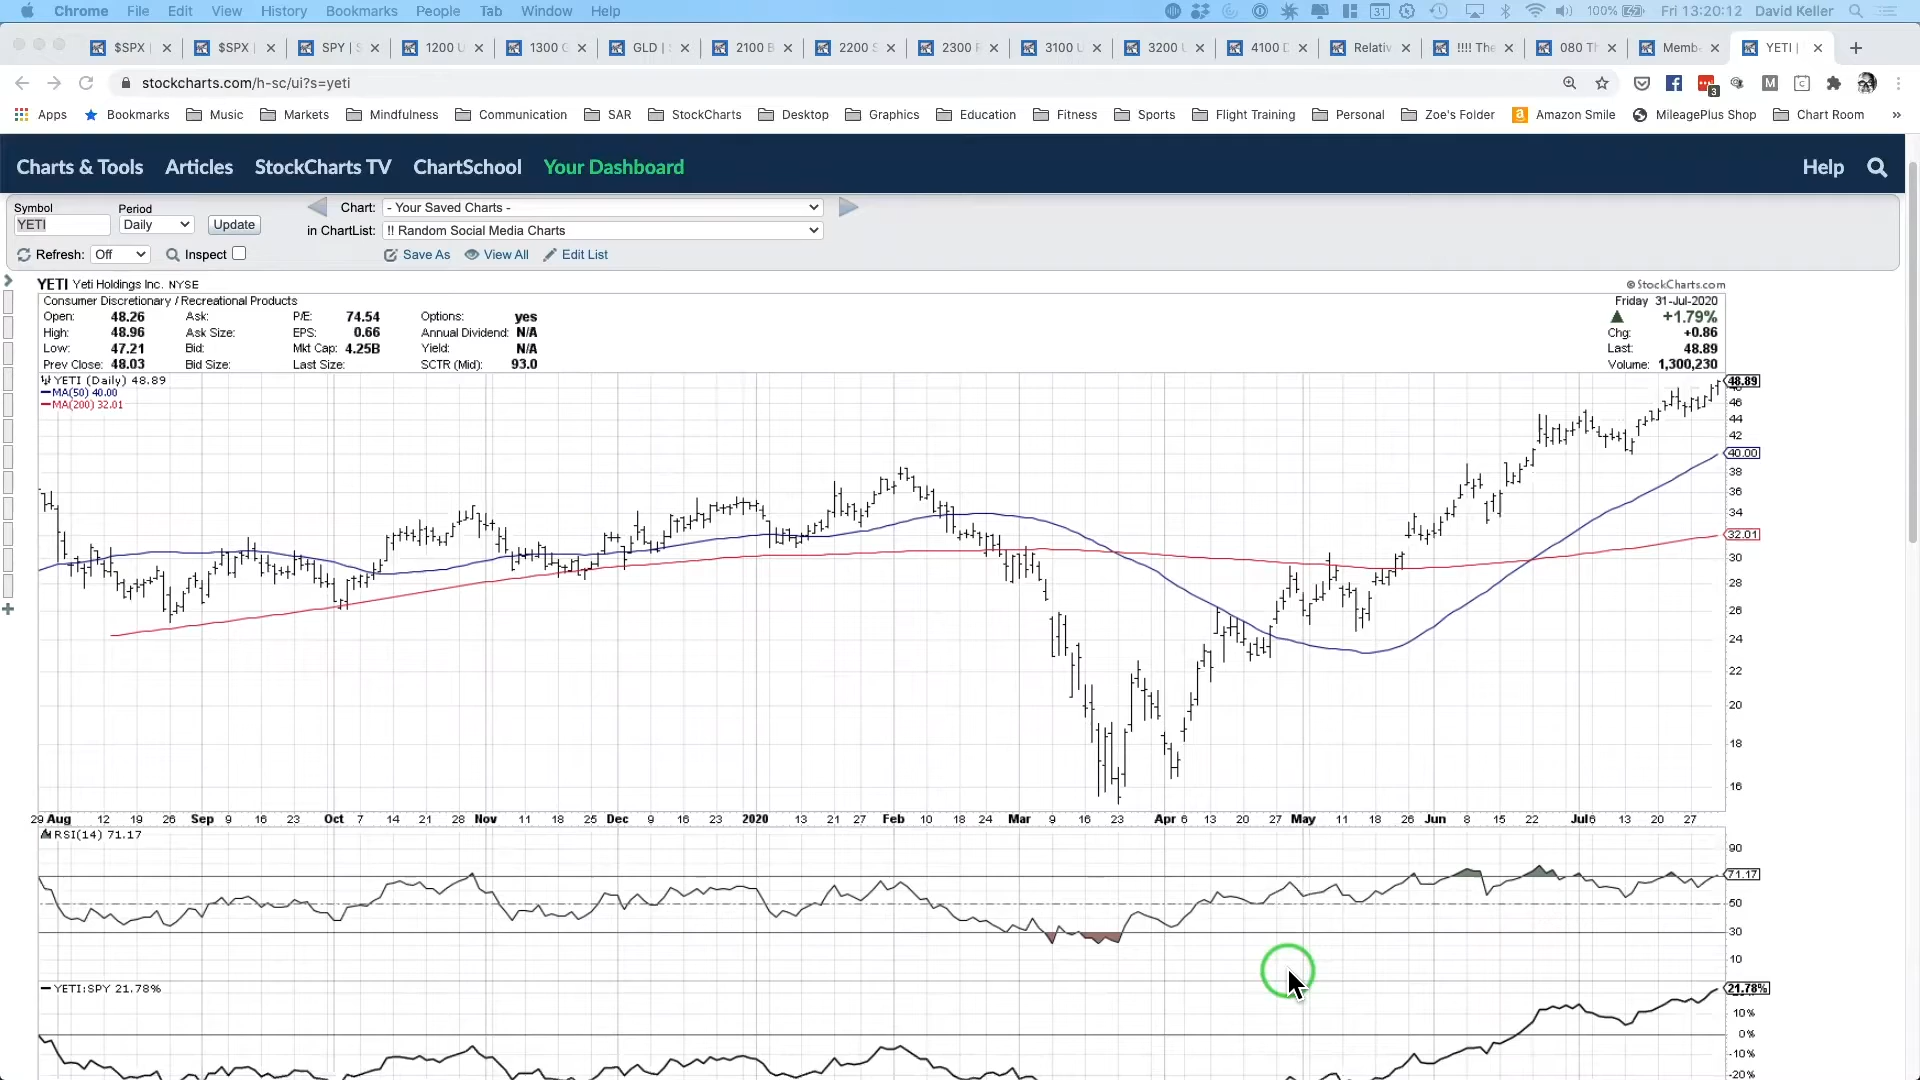 Chrome File Edit View History Bookmarks People Tab Window Help 31 100% Fri 13:20:12 David Keller
$SPX $SPX SPY | S 1200 U 1300 G GLD | 2100 B 2200 S 2300 F 3100 U 3200 U 4100 D Relativ !!!! The 080 Th Memb YETI |
stockcharts.com/h-sc/ui?s=yeti 3
Apps Bookmarks Music Markets Mindfulness Communication SAR StockCharts Desktop Graphics Education Fitness Sports Flight Training Personal Zoe's Folder Amazon Smile MileagePlus Shop Chart Room »
Charts & Tools Articles StockCharts TV ChartSchool Your Dashboard Help
Symbol Period Chart: - Your Saved Charts -
YETI Daily Update in ChartList: !! Random Social Media Charts
Refresh: Off Inspect Save As View All Edit List
YETI Yeti Holdings Inc. NYSE © StockCharts.com
Consumer Discretionary / Recreational Products Friday 31-Jul-2020
Open: 48.26 Ask: P/E: 74.54 Options: yes +1.79%
High: 48.96 Ask Size: EPS: 0.66 Annual Dividend: N/A Chg: +0.86
Low: 47.21 Bid: Mkt Cap: 4.25B Yield: N/A Last: 48.89
Prev Close: 48.03 Bid Size: Last Size: SCTR (Mid): 93.0 Volume: 1,300,230
YETI (Daily) 48.89 48.89
MA(50) 40.00
MA(200) 32.01 46
44
42
40.00
38
36
34
32.01
30
28
26
24
22
20
18
16
29 Aug 12 19 26 Sep 9 16 23 Oct 7 14 21 28 Nov 11 18 25 Dec 9 16 23 2020 13 21 27 Feb 10 18 24 Mar 9 16 23 Apr 6 13 20 27 May 11 18 26 Jun 8 15 22 Jul 6 13 20 27
RSI(14) 71.17
90
71.17
50
30
10
YETI:SPY 21.78% 21.78%
10%
0%
-10%
-20%